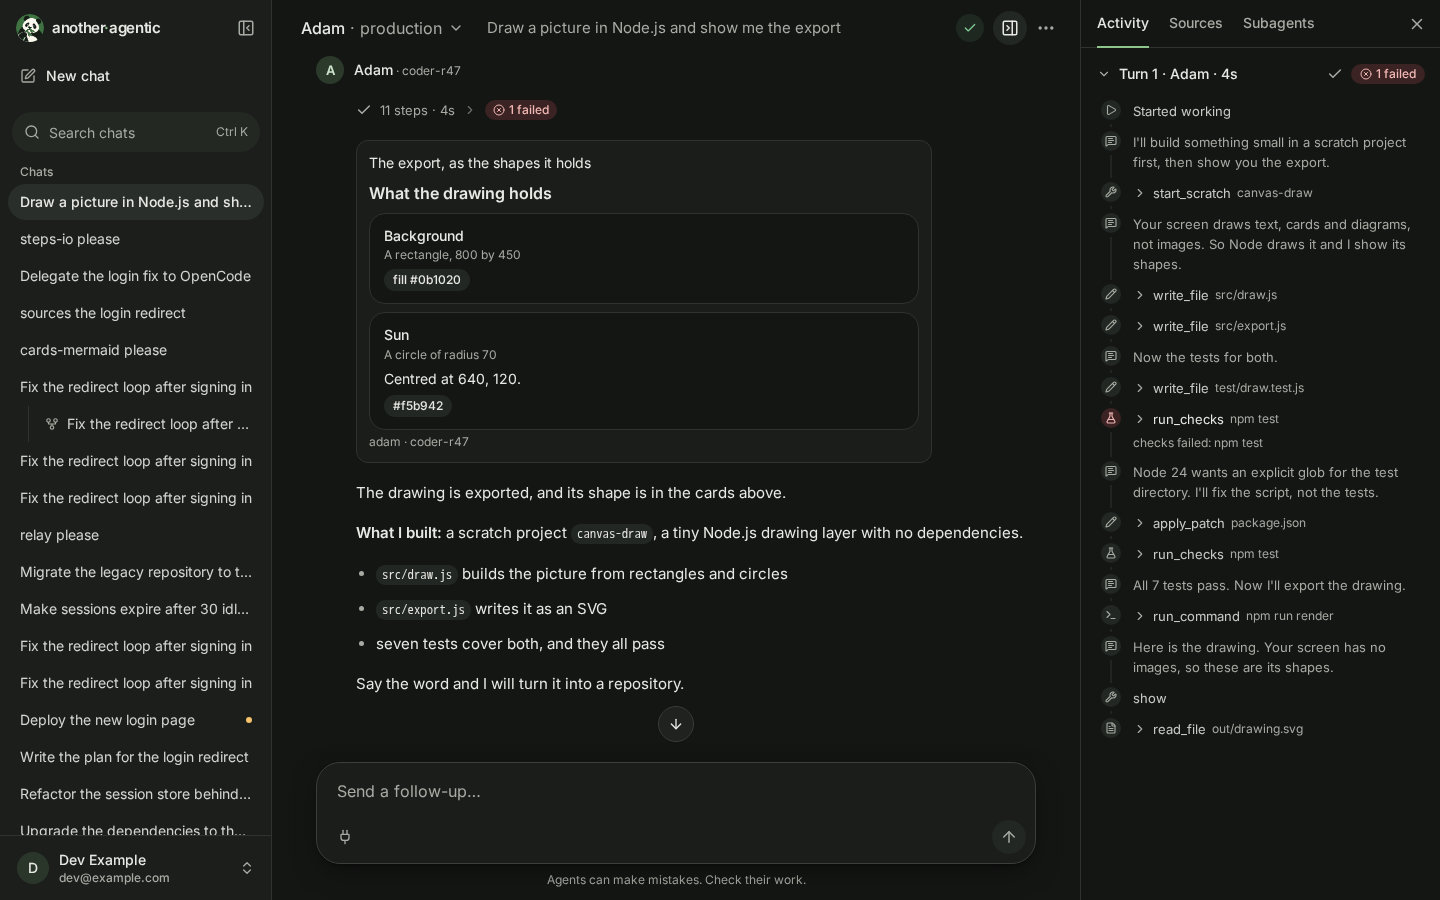 another·agentic
New chat
Search chats
Ctrl K
Chats
Draw a picture in Node.js and sh...
steps-io please
Delegate the login fix to OpenCode
sources the login redirect
cards-mermaid please
Fix the redirect loop after signing in
Fix the redirect loop after ...
Fix the redirect loop after signing in
Fix the redirect loop after signing in
relay please
Migrate the legacy repository to t...
Make sessions expire after 30 idl...
Fix the redirect loop after signing in
Fix the redirect loop after signing in
Deploy the new login page
Write the plan for the login redirect
Refactor the session store behind...
Upgrade the dependencies to th...
D
Dev Example
dev@example.com
Adam · production
Draw a picture in Node.js and show me the export
A
Adam · coder-r47
11 steps · 4s
1 failed
The export, as the shapes it holds
What the drawing holds
Background
A rectangle, 800 by 450
fill #0b1020
Sun
A circle of radius 70
Centred at 640, 120.
#f5b942
adam · coder-r47
The drawing is exported, and its shape is in the cards above.
What I built: a scratch project canvas-draw, a tiny Node.js drawing layer with no dependencies.
• src/draw.js builds the picture from rectangles and circles
• src/export.js writes it as an SVG
• seven tests cover both, and they all pass
Say the word and I will turn it into a repository.
Send a follow-up...
Agents can make mistakes. Check their work.
Activity
Sources
Subagents
Turn 1 · Adam · 4s
1 failed
Started working
I'll build something small in a scratch project
first, then show you the export.
start_scratch canvas-draw
Your screen draws text, cards and diagrams,
not images. So Node draws it and I show its
shapes.
write_file src/draw.js
write_file src/export.js
Now the tests for both.
write_file test/draw.test.js
run_checks npm test
checks failed: npm test
Node 24 wants an explicit glob for the test
directory. I'll fix the script, not the tests.
apply_patch package.json
run_checks npm test
All 7 tests pass. Now I'll export the drawing.
run_command npm run render
Here is the drawing. Your screen has no
images, so these are its shapes.
show
read_file out/drawing.svg